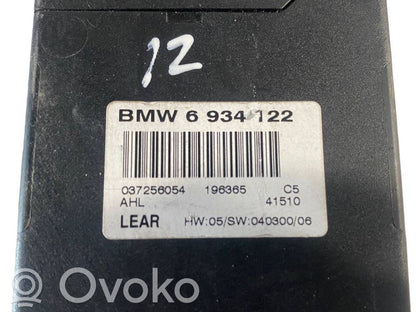 12
BMW 6 934 122
037256054 196365 C5
AHL 41510
LEAR HW:05/SW:040300/06
Ovoko